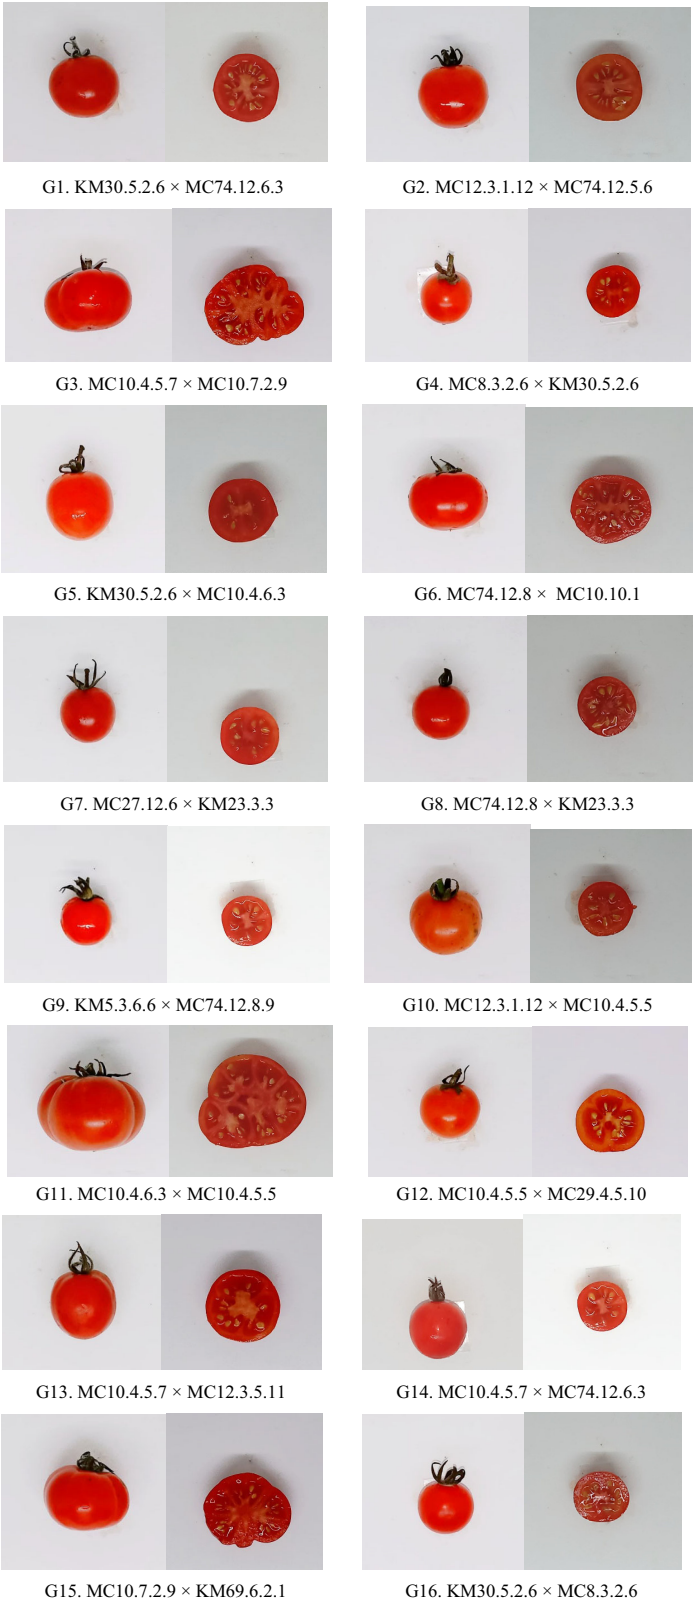 G1. KM30.5.2.6 × MC74.12.6.3
G2. MC12.3.1.12 × MC74.12.5.6
G3. MC10.4.5.7 × MC10.7.2.9
G4. MC8.3.2.6 × KM30.5.2.6
G5. KM30.5.2.6 × MC10.4.6.3
G6. MC74.12.8 × MC10.10.1
G7. MC27.12.6 × KM23.3.3
G8. MC74.12.8 × KM23.3.3
G9. KM5.3.6.6 × MC74.12.8.9
G10. MC12.3.1.12 × MC10.4.5.5
G11. MC10.4.6.3 × MC10.4.5.5
G12. MC10.4.5.5 × MC29.4.5.10
G13. MC10.4.5.7 × MC12.3.5.11
G14. MC10.4.5.7 × MC74.12.6.3
G15. MC10.7.2.9 × KM69.6.2.1
G16. KM30.5.2.6 × MC8.3.2.6